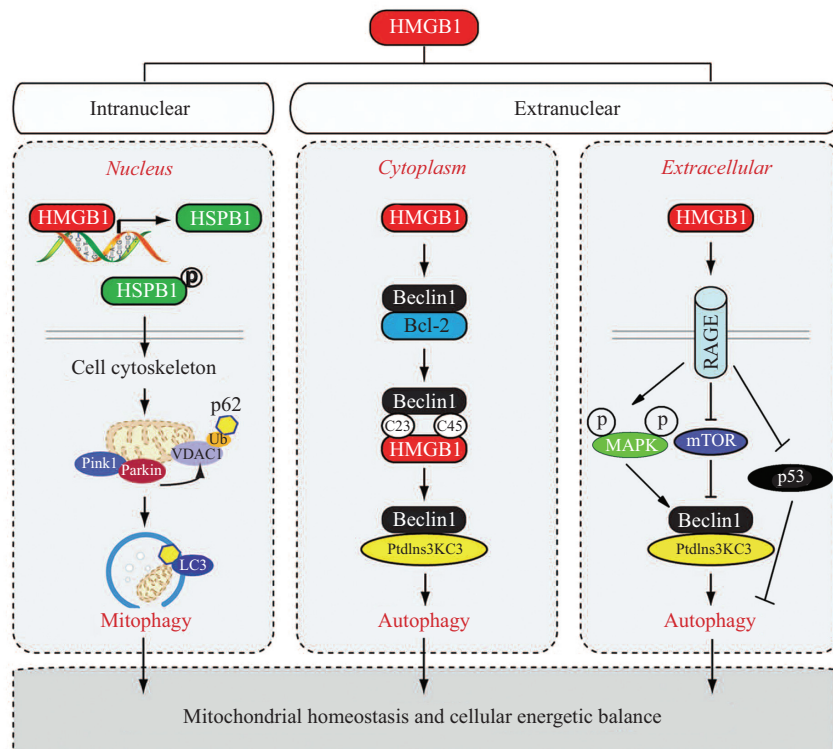 HMGB1
Intranuclear
Extranuclear
Nucleus
HMGB1
HSPB1
HSPB1
p
Cell cytoskeleton
p62
Ub
VDAC1
Pink1
Parkin
LC3
Mitophagy
Cytoplasm
HMGB1
Beclin1
Bcl-2
Beclin1
C23 C45
HMGB1
Beclin1
Ptdlns3KC3
Autophagy
Extracellular
HMGB1
RAGE
p p
MAPK mTOR
p53
Beclin1
Ptdlns3KC3
Autophagy
Mitochondrial homeostasis and cellular energetic balance